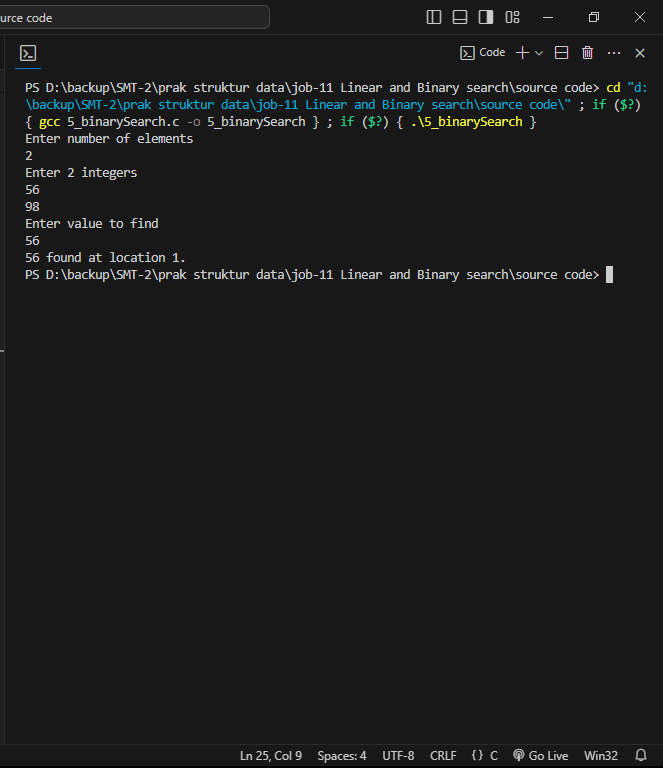 urce code
Code
PS D:\backup\SMT-2\prak struktur data\job-11 Linear and Binary search\source code> cd "d:
\backup\SMT-2\prak struktur data\job-11 Linear and Binary search\source code\" ; if ($?)
{ gcc 5_binarySearch.c -o 5_binarySearch } ; if ($?) { .\5_binarySearch }
Enter number of elements
2
Enter 2 integers
56
98
Enter value to find
56
56 found at location 1.
PS D:\backup\SMT-2\prak struktur data\job-11 Linear and Binary search\source code>
Ln 25, Col 9 Spaces: 4 UTF-8 CRLF {} C Go Live Win32